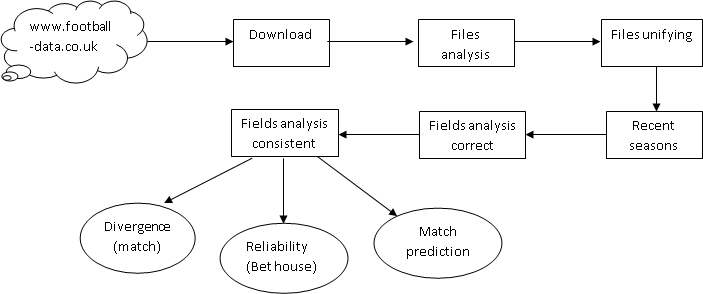 www.football
-data.co.uk
Download
Files
analysis
Files unifying
Recent
seasons
Fields analysis
correct
Fields analysis
consistent
Divergence
(match)
Reliability
(Bet house)
Match
prediction